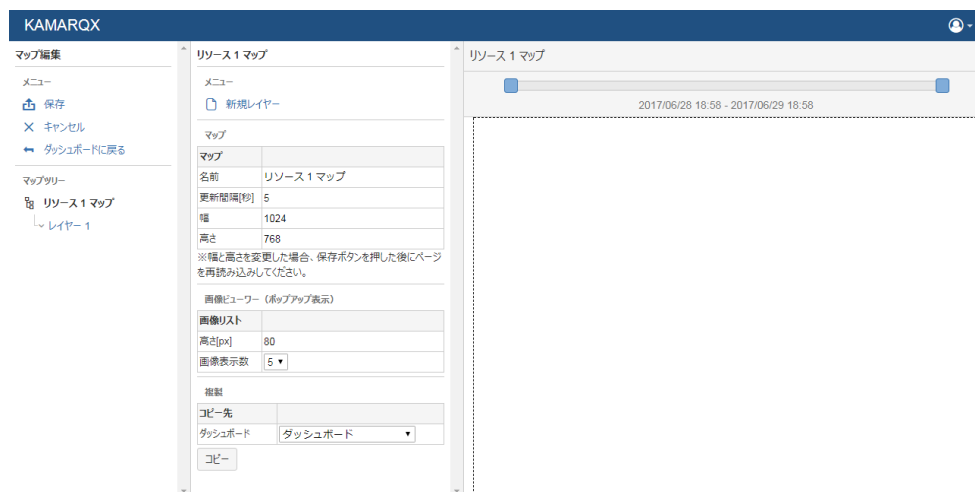 KAMARQX
マップ編集
メニュー
保存
キャンセル
ダッシュボードに戻る
マップツリー
リソース 1 マップ
レイヤー 1
リソース 1 マップ
メニュー
新規レイヤー
マップ
マップ
名前 リソース 1 マップ
更新間隔[秒] 5
幅 1024
高さ 768
※幅と高さを変更した場合、保存ボタンを押した後にページ
を再読み込みしてください。
画像ビューワー（ポップアップ表示）
画像リスト
高さ[px] 80
画像表示数 5
複製
コピー先
ダッシュボード ダッシュボード
コピー
リソース 1 マップ
2017/06/28 18:58 - 2017/06/29 18:58